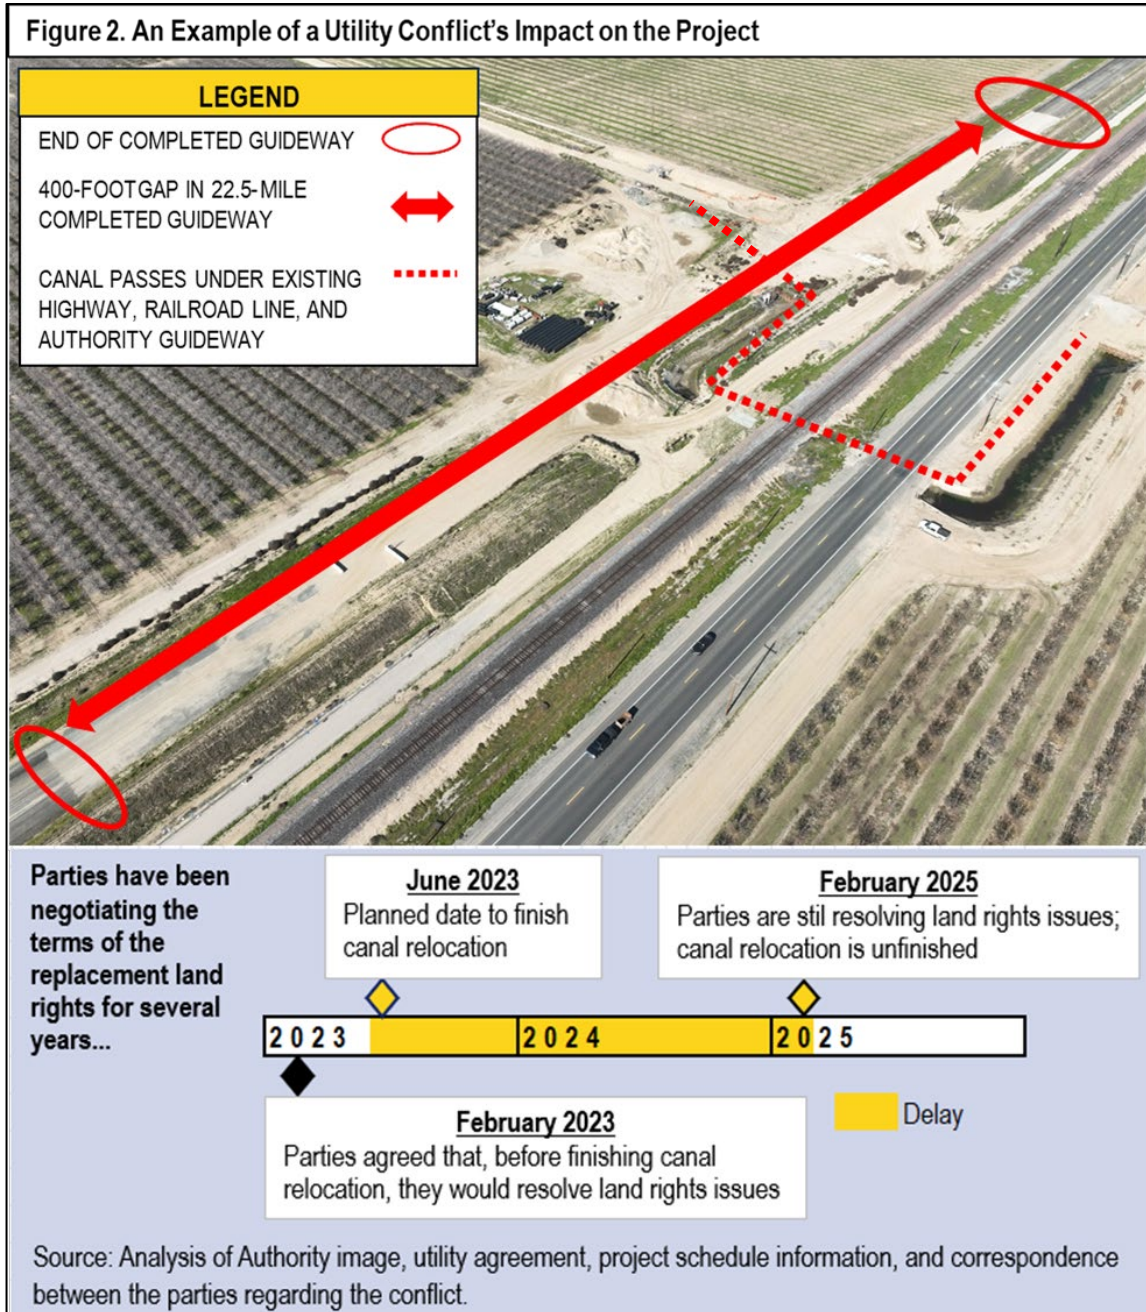 Figure 2. An Example of a Utility Conflict's Impact on the Project
LEGEND
END OF COMPLETED GUIDEWAY
400-FOOTGAP IN 22.5-MILE
COMPLETED GUIDEWAY
CANAL PASSES UNDER EXISTING
HIGHWAY, RAILROAD LINE, AND
AUTHORITY GUIDEWAY
Parties have been
negotiating the
terms of the
replacement land
rights for several
years...
June 2023
Planned date to finish
canal relocation
February 2025
Parties are stil resolving land rights issues;
canal relocation is unfinished
2023
2024
2025
Delay
February 2023
Parties agreed that, before finishing canal
relocation, they would resolve land rights issues
Source: Analysis of Authority image, utility agreement, project schedule information, and correspondence
between the parties regarding the conflict.